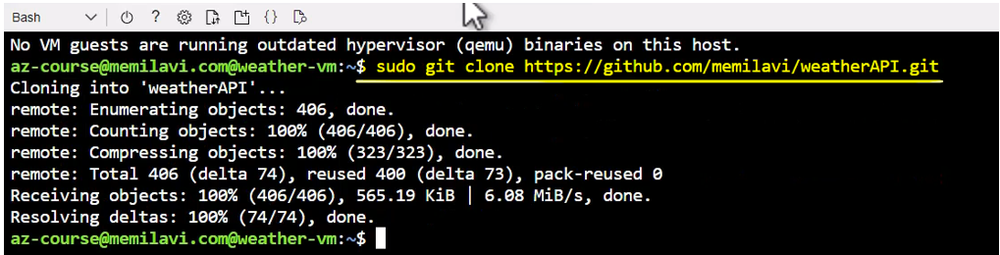 Bash
No VM guests are running outdated hypervisor (qemu) binaries on this host.
az-course@memilavi.com@weather-vm:~$ sudo git clone https://github.com/memilavi/weatherAPI.git
Cloning into 'weatherAPI'...
remote: Enumerating objects: 406, done.
remote: Counting objects: 100% (406/406), done.
remote: Compressing objects: 100% (323/323), done.
remote: Total 406 (delta 74), reused 400 (delta 73), pack-reused 0
Receiving objects: 100% (406/406), 565.19 KiB | 6.08 MiB/s, done.
Resolving deltas: 100% (74/74), done.
az-course@memilavi.com@weather-vm:~$